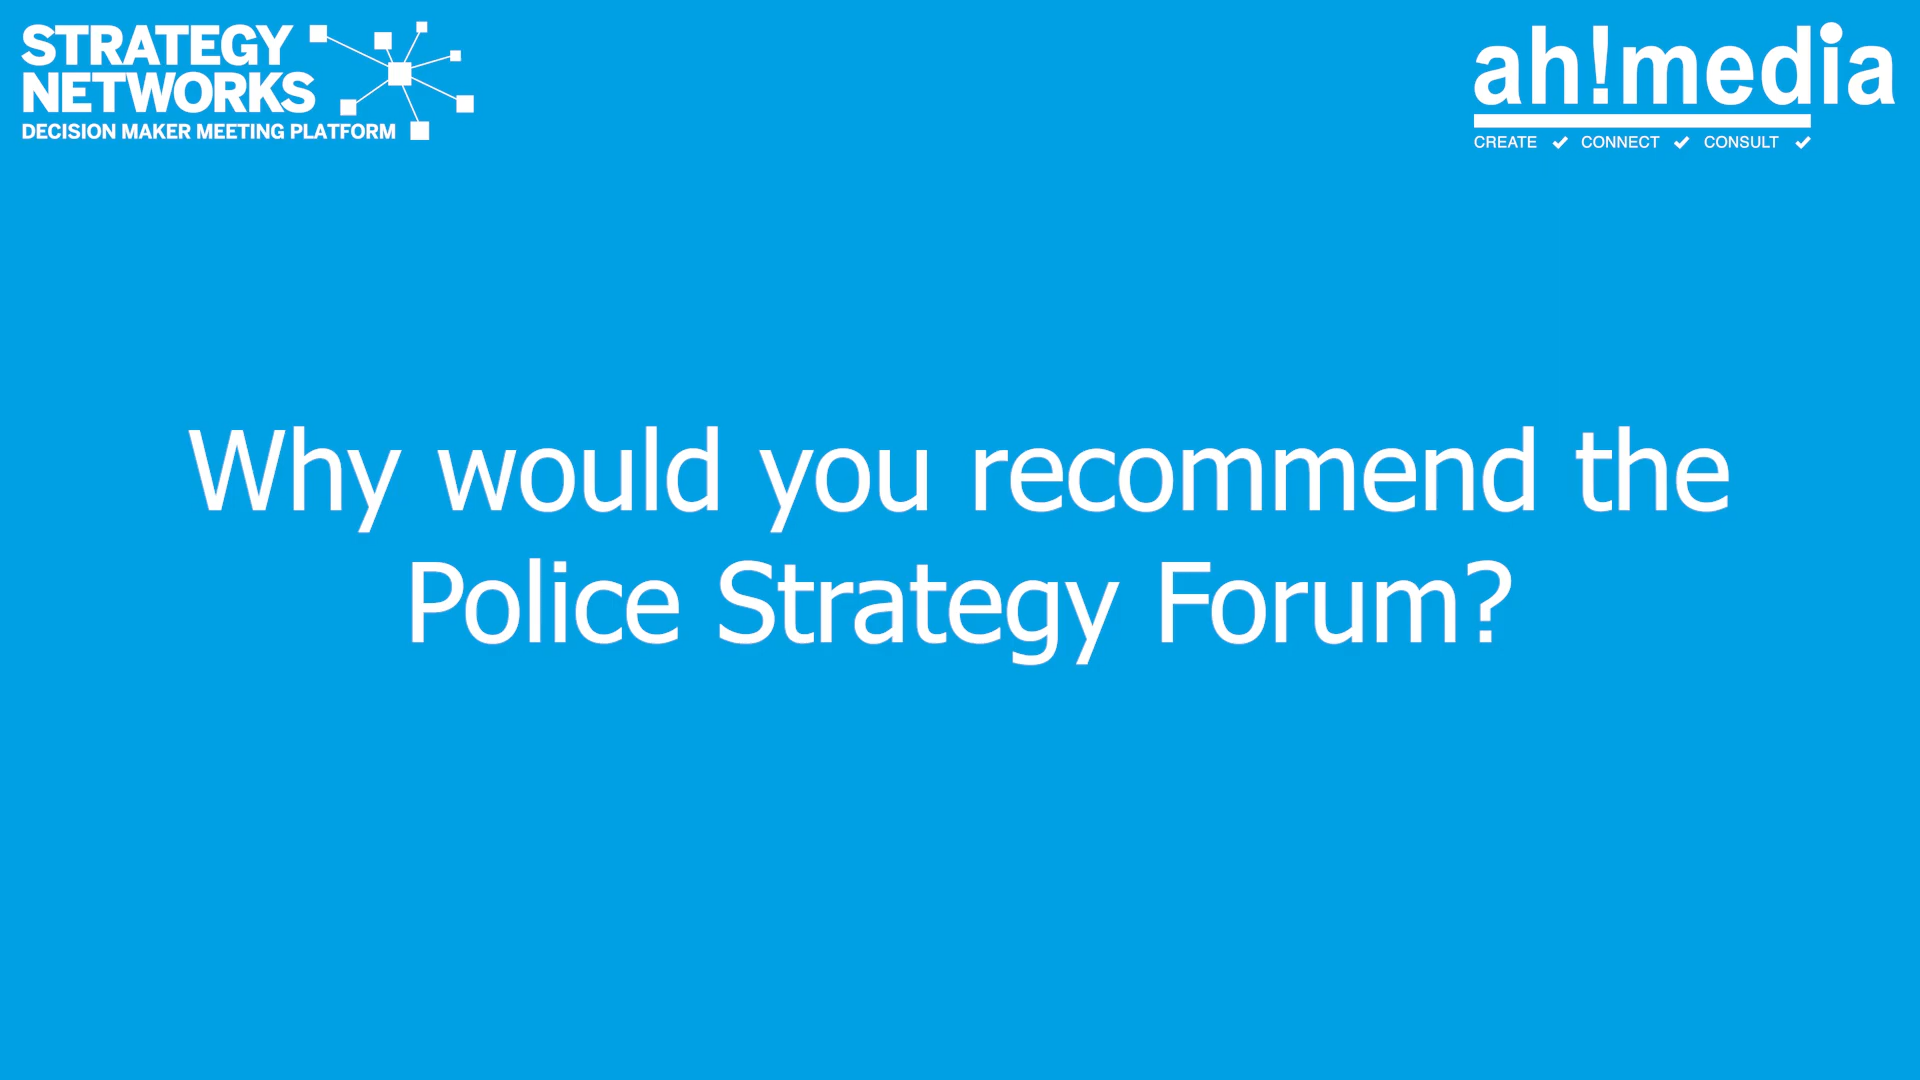 STRATEGY
NETWORKS
DECISION MAKER MEETING PLATFORM
ah!media
CREATE ✔ CONNECT ✔ CONSULT ✔
Why would you recommend the
Police Strategy Forum?